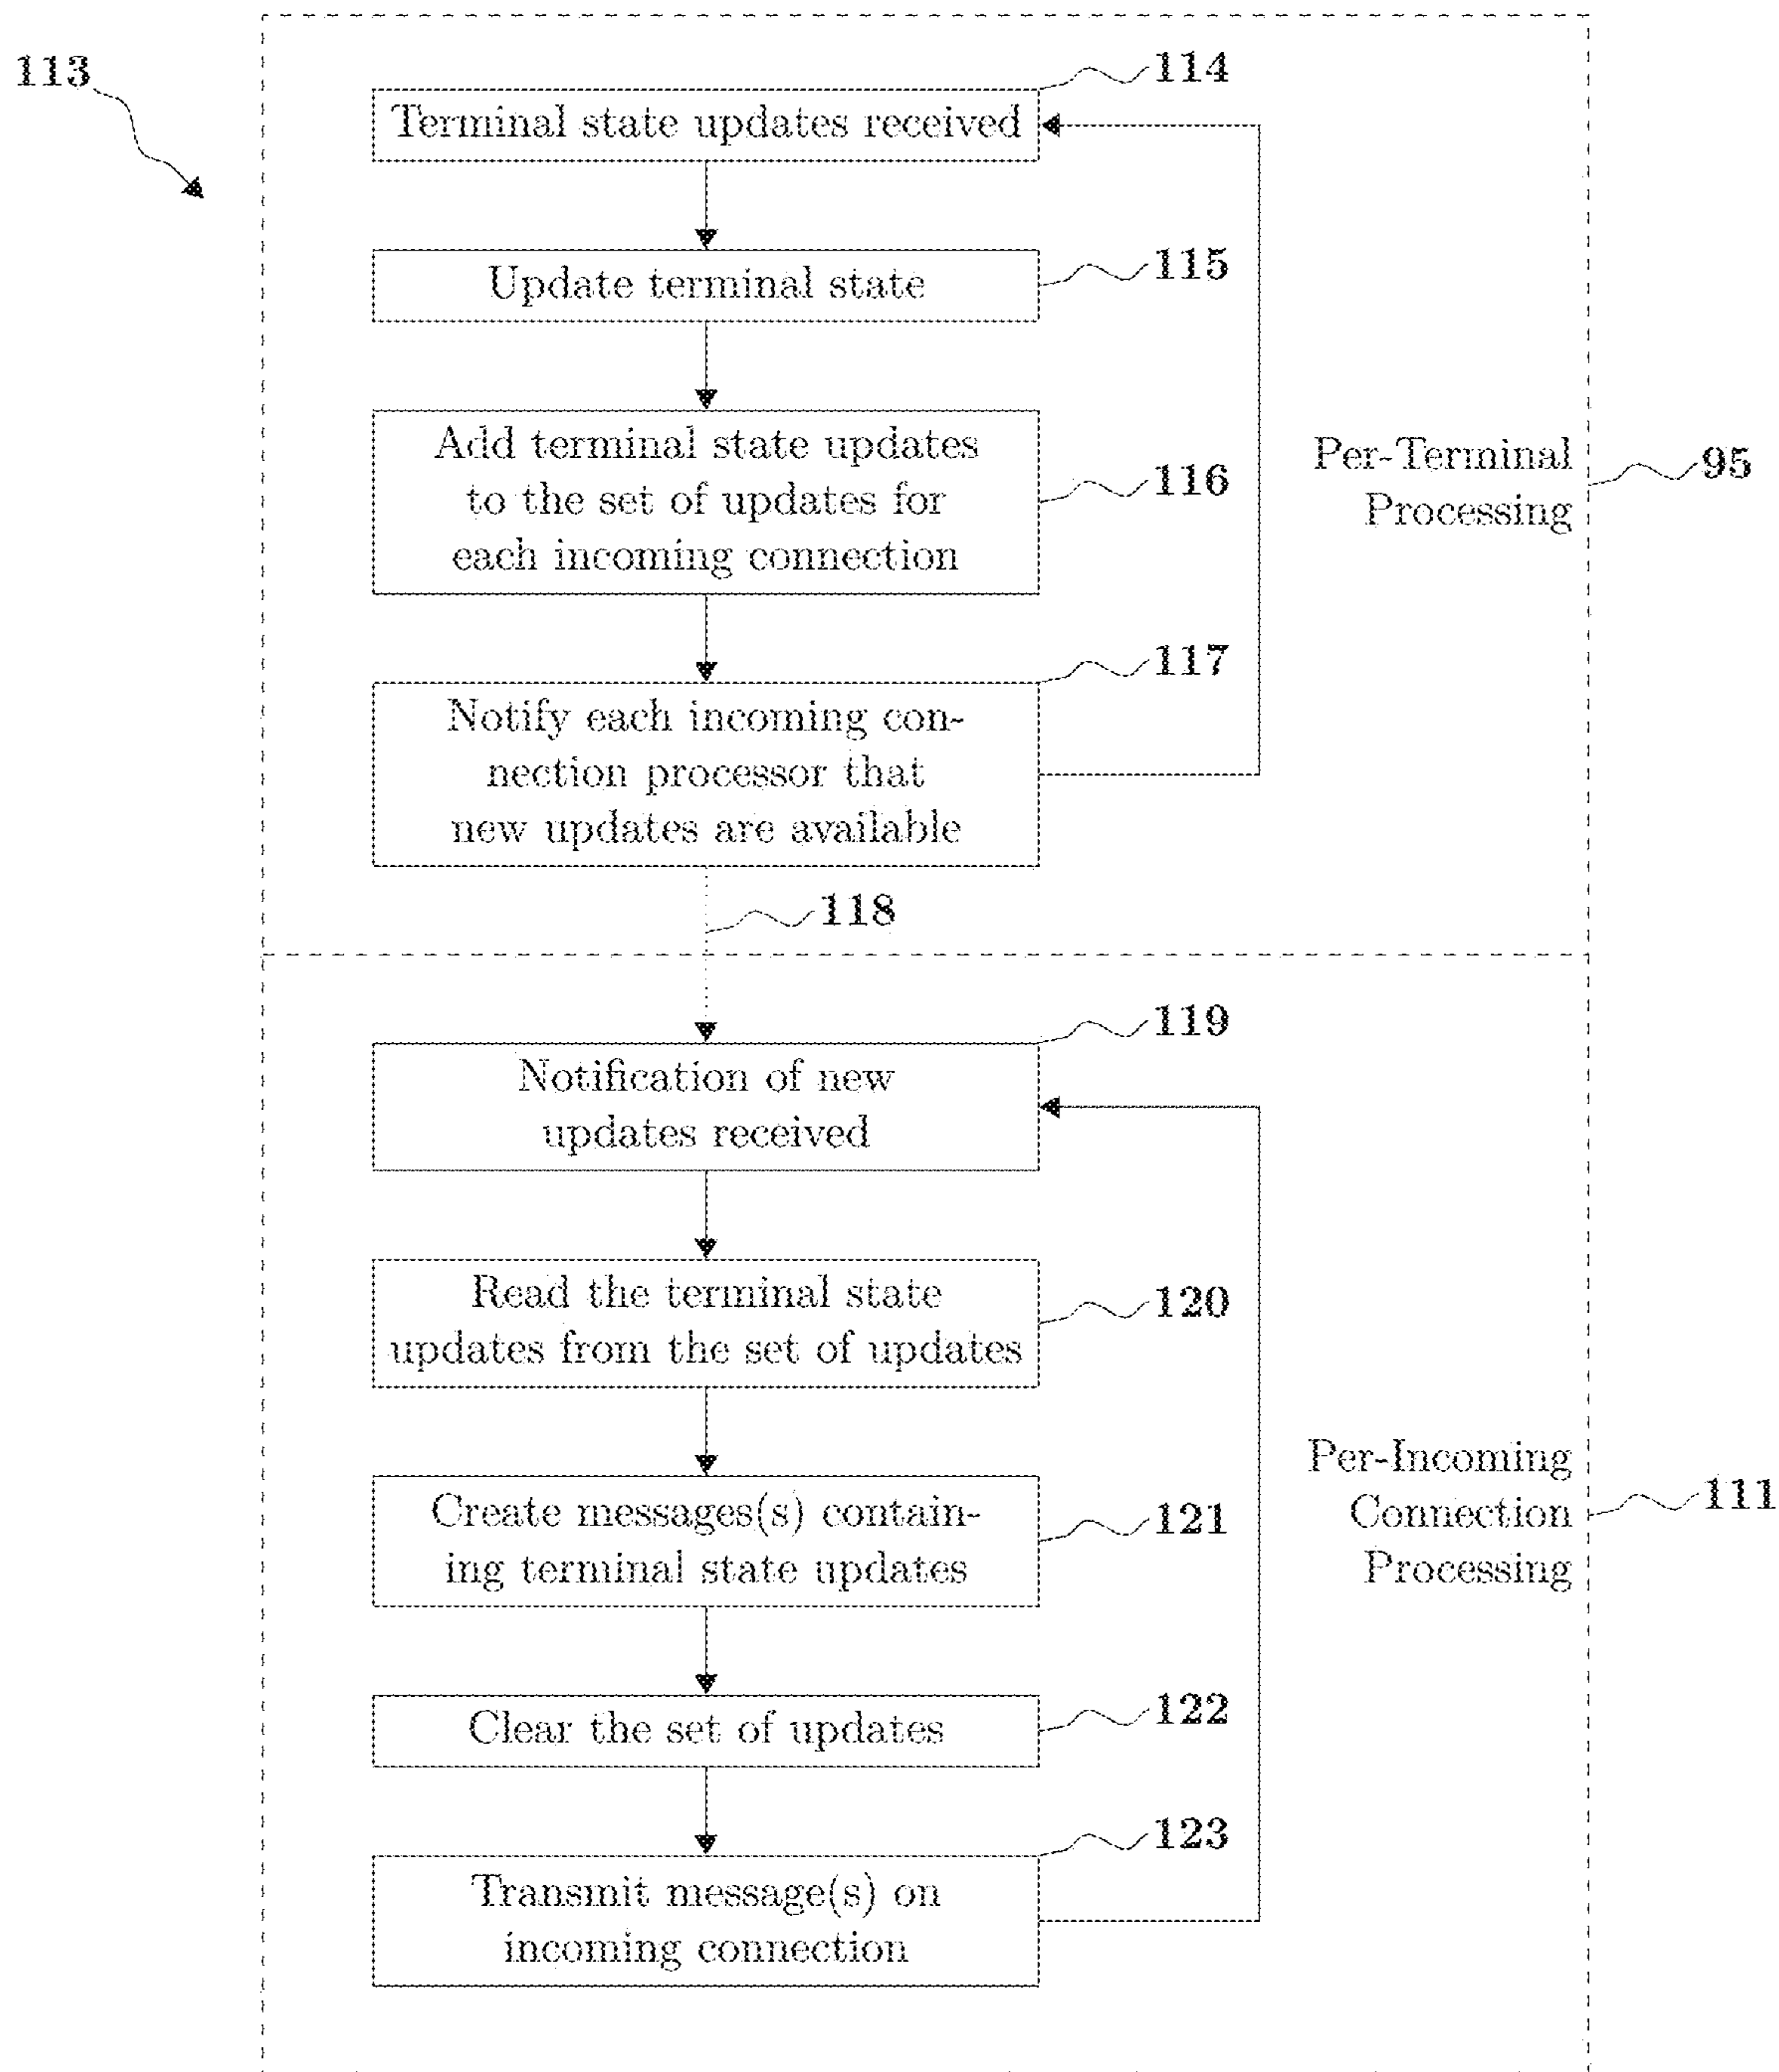 113
114
Terminal state updates received
115
Update terminal state
Add terminal state updates
to the set of updates for
each incoming connection
116
Per-Terminal
Processing
95
117
Notify each incoming con-
nection processor that
new updates are available
118
119
Notification of new
updates received
Read the terminal state
updates from the set of updates
120
Create messages(s) contain-
ing terminal state updates
121
Per-Incoming
Connection
Processing
111
122
Clear the set of updates
123
Transmit message(s) on
incoming connection